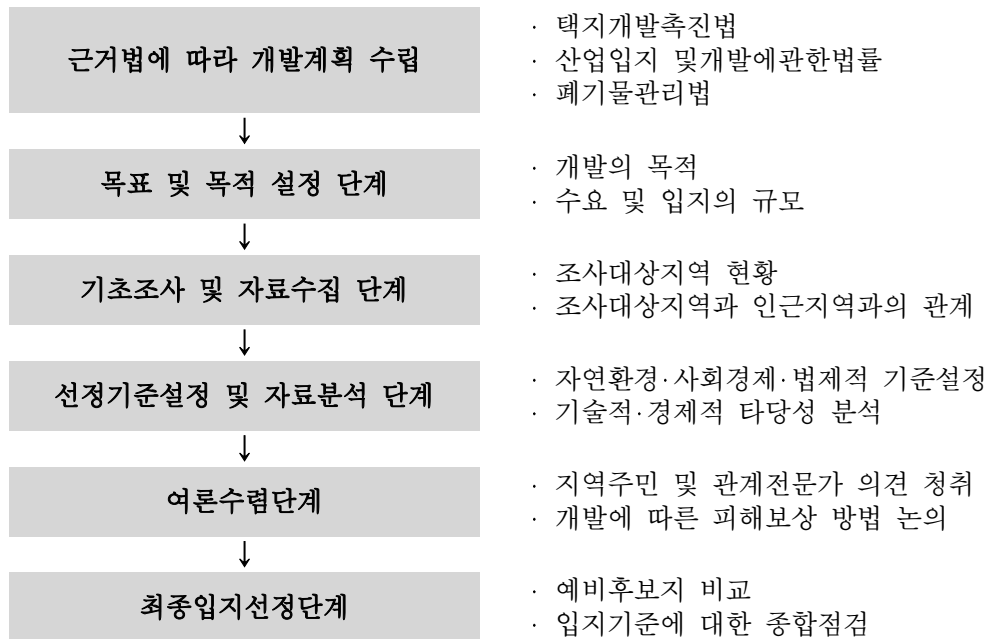 근거법에 따라 개발계획 수립
· 택지개발촉진법
· 산업입지 및개발에관한법률
· 폐기물관리법
↓
목표 및 목적 설정 단계
· 개발의 목적
· 수요 및 입지의 규모
↓
기초조사 및 자료수집 단계
· 조사대상지역 현황
· 조사대상지역과 인근지역과의 관계
↓
선정기준설정 및 자료분석 단계
· 자연환경·사회경제·법제적 기준설정
· 기술적·경제적 타당성 분석
↓
여론수렴단계
· 지역주민 및 관계전문가 의견 청취
· 개발에 따른 피해보상 방법 논의
↓
최종입지선정단계
· 예비후보지 비교
· 입지기준에 대한 종합점검